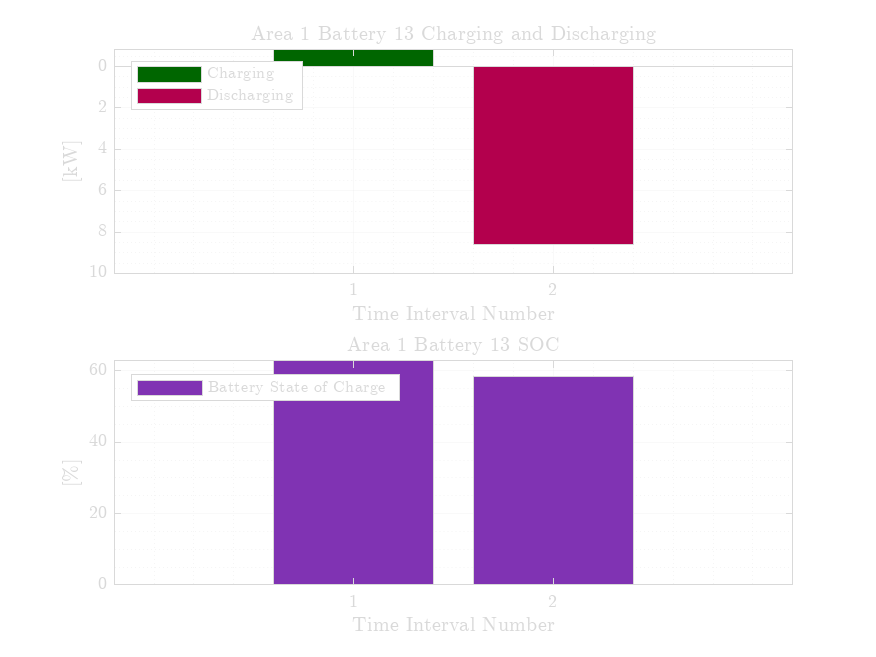 Area 1 Battery 13 Charging and Discharging
0
Charging
Discharging
2
4
6
8
10
[kW]
1
2
Time Interval Number
Area 1 Battery 13 SOC
60
Battery State of Charge
40
20
0
[%]
1
2
Time Interval Number